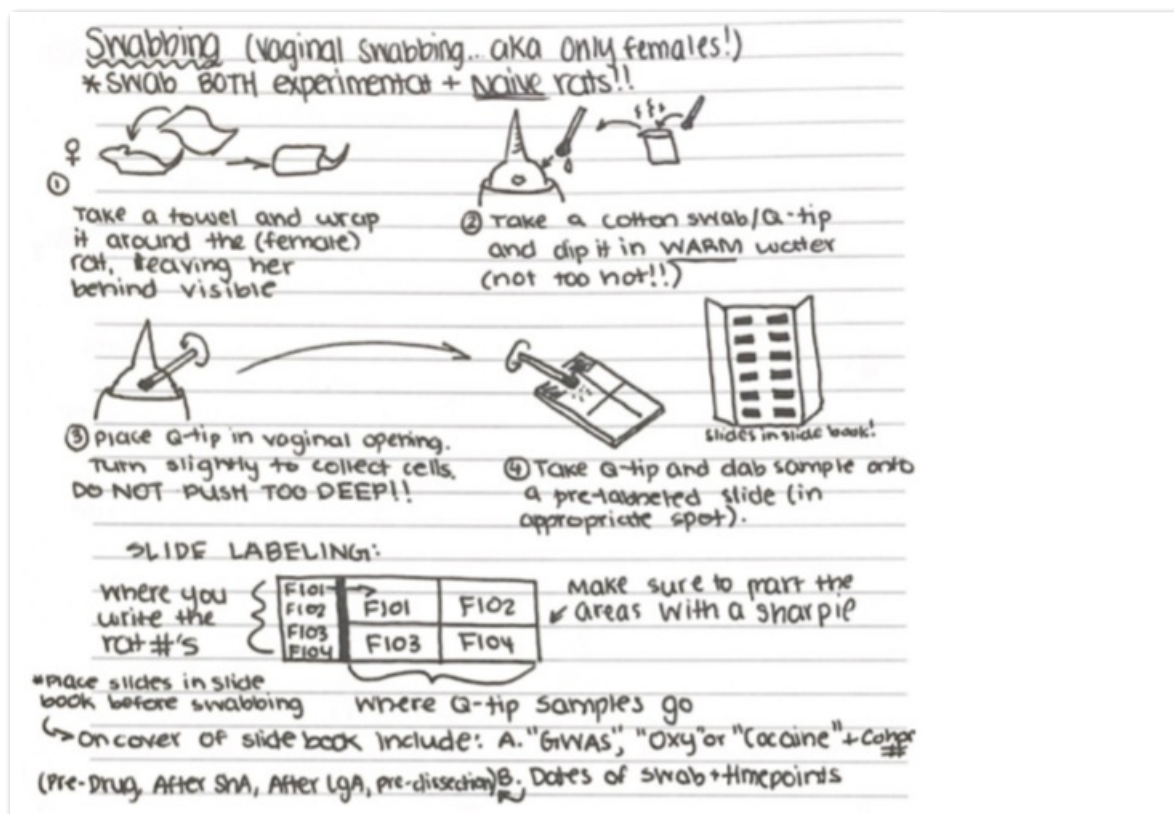 Swabbing (vaginal swabbing.. aka only females!)
*SWAB BOTH experimental + Naive rats!!
♀
① Take a towel and wrap
it around the (female)
rat, leaving her
behind visible
② Take a cotton swab/Q-tip
and dip it in WARM water
(not too hot!!)
③ Place Q-tip in vaginal opening.
Turn slightly to collect cells.
DO NOT PUSH TOO DEEP!!
slides in slide book!
④ Take Q-tip and dab sample onto
a pre-labeled slide (in
appropriate spot).
SLIDE LABELING:
Where you
write the
rat #'s
F101
F102
F103
F104
F101 F102
F103 F104
Make sure to mark the
areas with a sharpie
*Place slides in slide
book before swabbing
where Q-tip samples go
On cover of slide book include: A. "GWAS", "Oxy" or "Cocaine" + Cohor
#
(Pre-Drug, After ShA, After LgA, pre-dissection) B. Dates of swab + timepoints